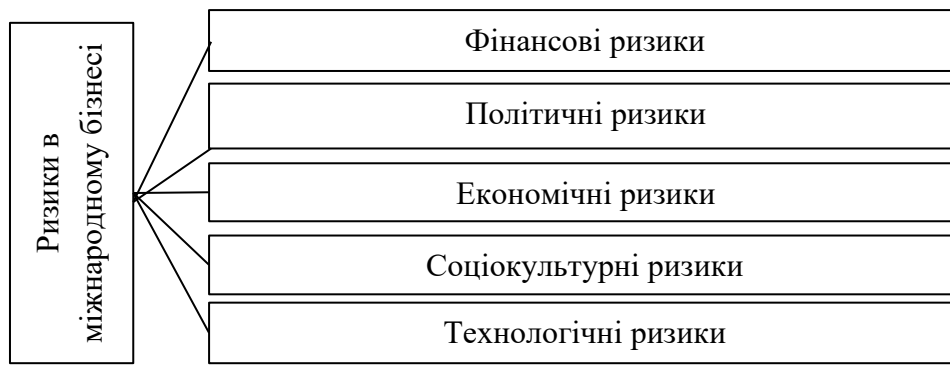 Ризики в
міжнародному бізнесі
Фінансові ризики
Політичні ризики
Економічні ризики
Соціокультурні ризики
Технологічні ризики